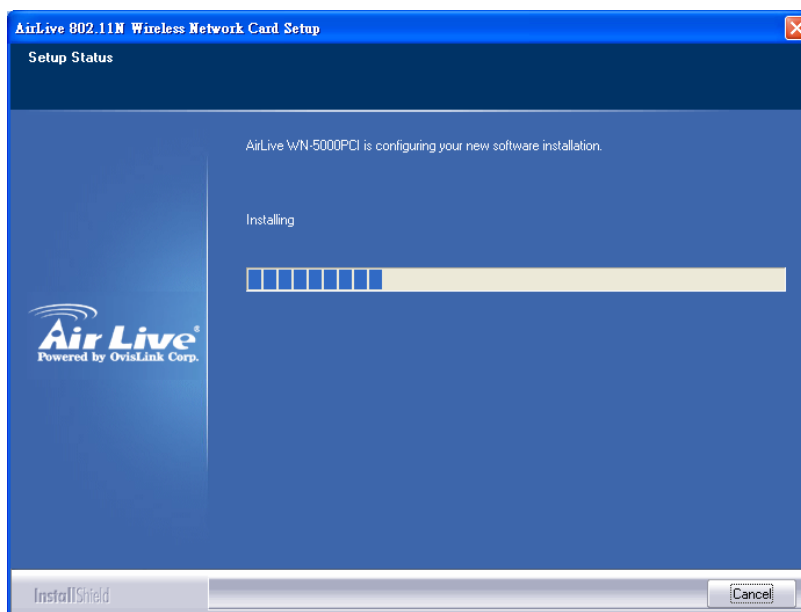 AirLive 802.11N Wireless Network Card Setup
Setup Status
AirLive WN-5000PCI is configuring your new software installation.
Installing
Air Live®
Powered by OvisLink Corp.
InstallShield
Cancel